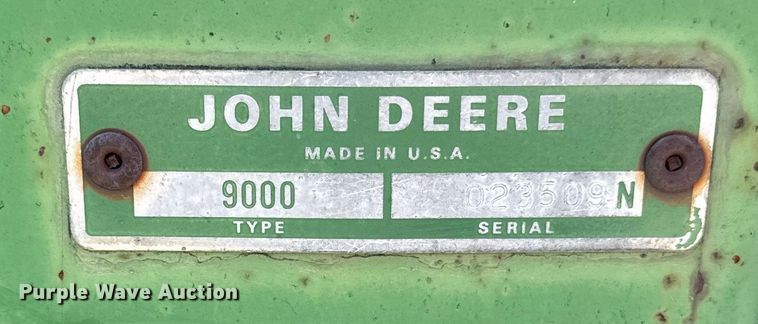 JOHN DEERE
MADE IN U.S.A.
9000 023509 N
TYPE SERIAL
Purple Wave Auction